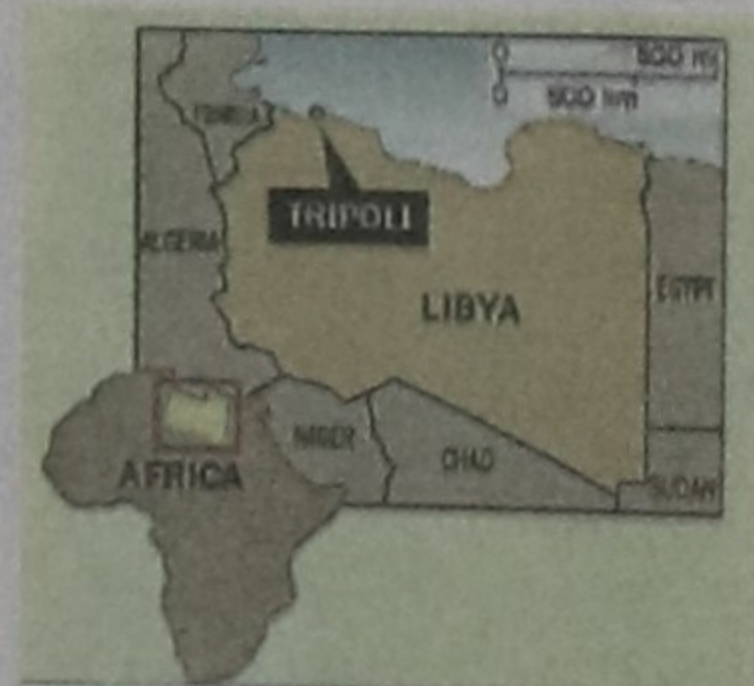 500 mi
500 km
TUNISIA
TRIPOLI
ALGERIA
LIBYA
EGYPT
NIGER
CHAD
AFRICA
SUDAN